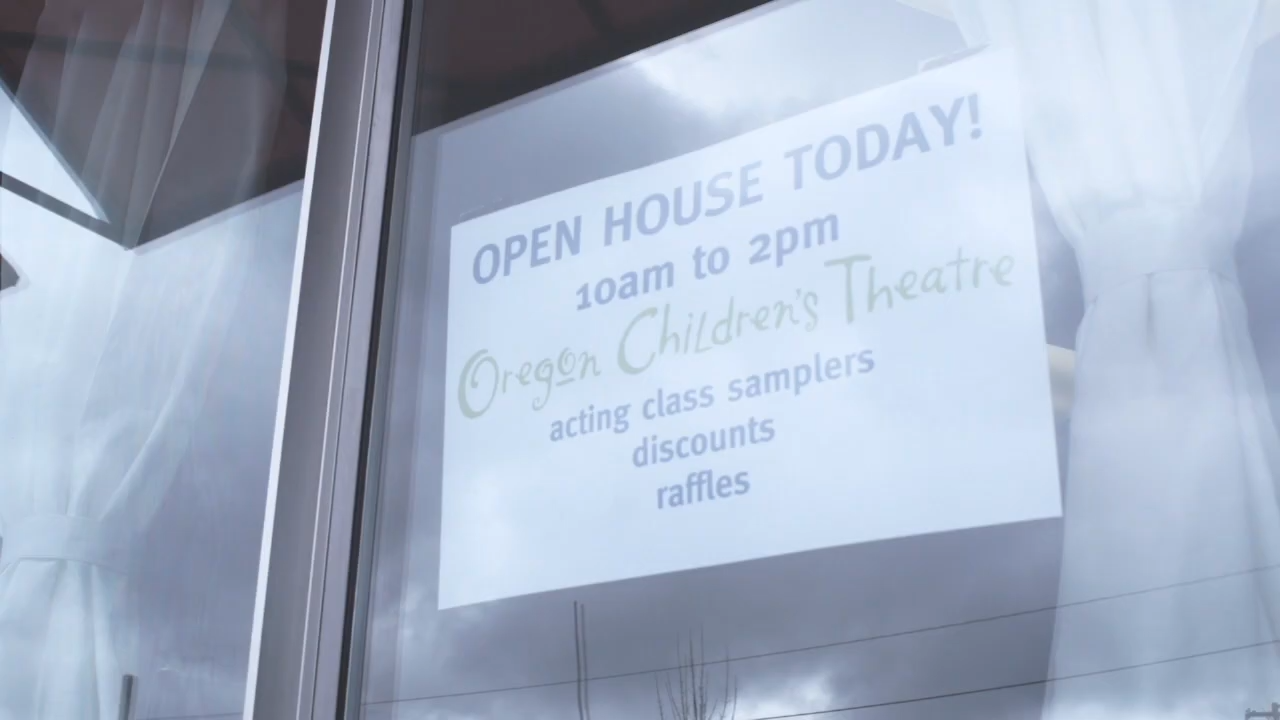 OPEN HOUSE TODAY!
10am to 2pm
Oregon Children's Theatre
acting class samplers
discounts
raffles